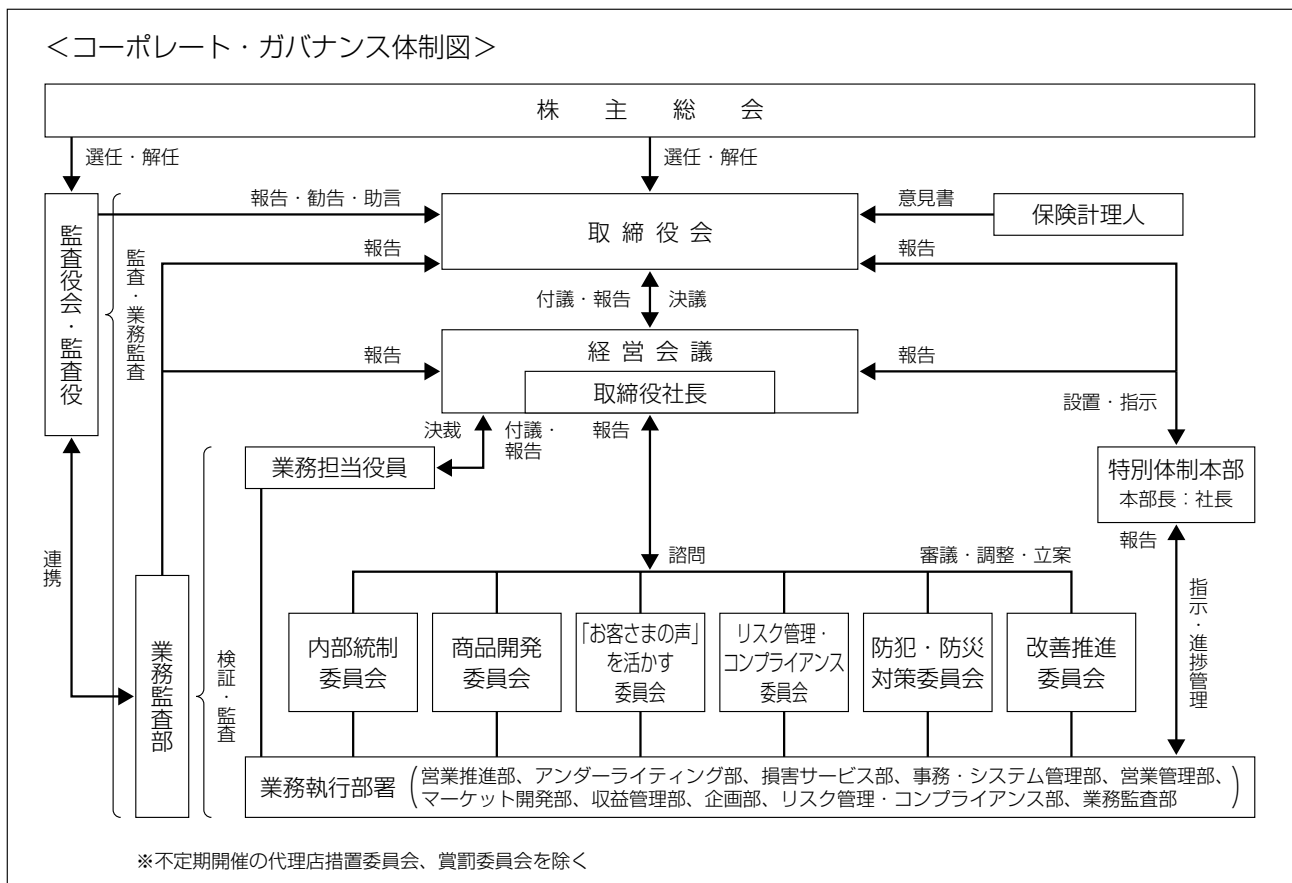 ＜コーポレート・ガバナンス体制図＞
株主総会
選任・解任
選任・解任
監査役会・監査役
監査・業務監査
報告・勧告・助言
取締役会
意見書
保険計理人
報告
報告
付議・報告
決議
報告
経営会議
取締役社長
報告
設置・指示
決裁
付議・
報告
報告
業務担当役員
特別体制本部
本部長：社長
報告
連携
諮問
審議・調整・立案
指示・進捗管理
業務監査部
検証・監査
内部統制
委員会
商品開発
委員会
「お客さまの声」
を活かす
委員会
リスク管理・
コンプライアンス
委員会
防犯・防災
対策委員会
改善推進
委員会
業務執行部署
営業推進部、アンダーライティング部、損害サービス部、事務・システム管理部、営業管理部、
マーケット開発部、収益管理部、企画部、リスク管理・コンプライアンス部、業務監査部
※不定期開催の代理店措置委員会、賞罰委員会を除く